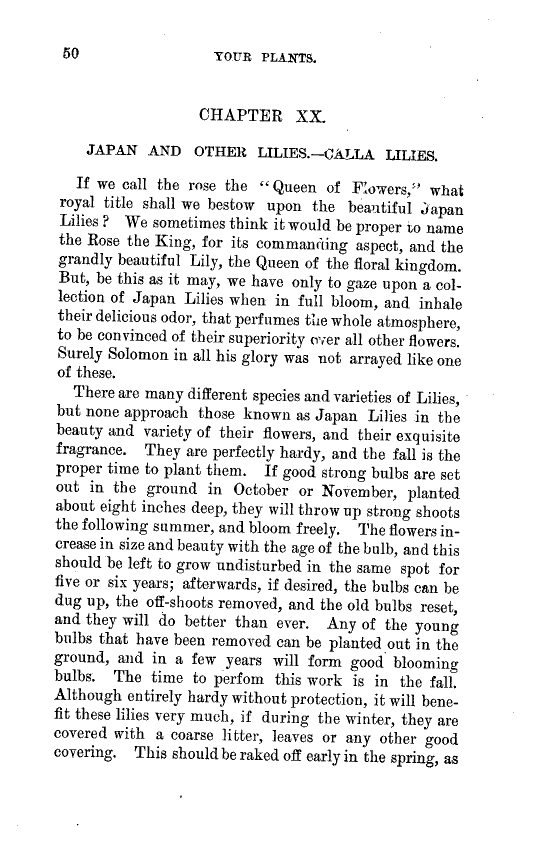 50
YOUR PLANTS.
CHAPTER XX.
JAPAN AND OTHER LILIES.—CALLA LILIES.
If we call the rose the “Queen of Flowers,” what
royal title shall we bestow upon the beautiful Japan
Lilies? We sometimes think it would be proper to name
the Rose the King, for its commanding aspect, and the
grandly beautiful Lily, the Queen of the floral kingdom.
But, be this as it may, we have only to gaze upon a col-
lection of Japan Lilies when in full bloom, and inhale
their delicious odor, that perfumes the whole atmosphere,
to be convinced of their superiority over all other flowers.
Surely Solomon in all his glory was not arrayed like one
of these.
There are many different species and varieties of Lilies,
but none approach those known as Japan Lilies in the
beauty and variety of their flowers, and their exquisite
fragrance. They are perfectly hardy, and the fall is the
proper time to plant them. If good strong bulbs are set
out in the ground in October or November, planted
about eight inches deep, they will throw up strong shoots
the following summer, and bloom freely. The flowers in-
crease in size and beauty with the age of the bulb, and this
should be left to grow undisturbed in the same spot for
five or six years; afterwards, if desired, the bulbs can be
dug up, the off-shoots removed, and the old bulbs reset,
and they will do better than ever. Any of the young
bulbs that have been removed can be planted out in the
ground, and in a few years will form good blooming
bulbs. The time to perfom this work is in the fall.
Although entirely hardy without protection, it will bene-
fit these lilies very much, if during the winter, they are
covered with a coarse litter, leaves or any other good
covering. This should be raked off early in the spring, as